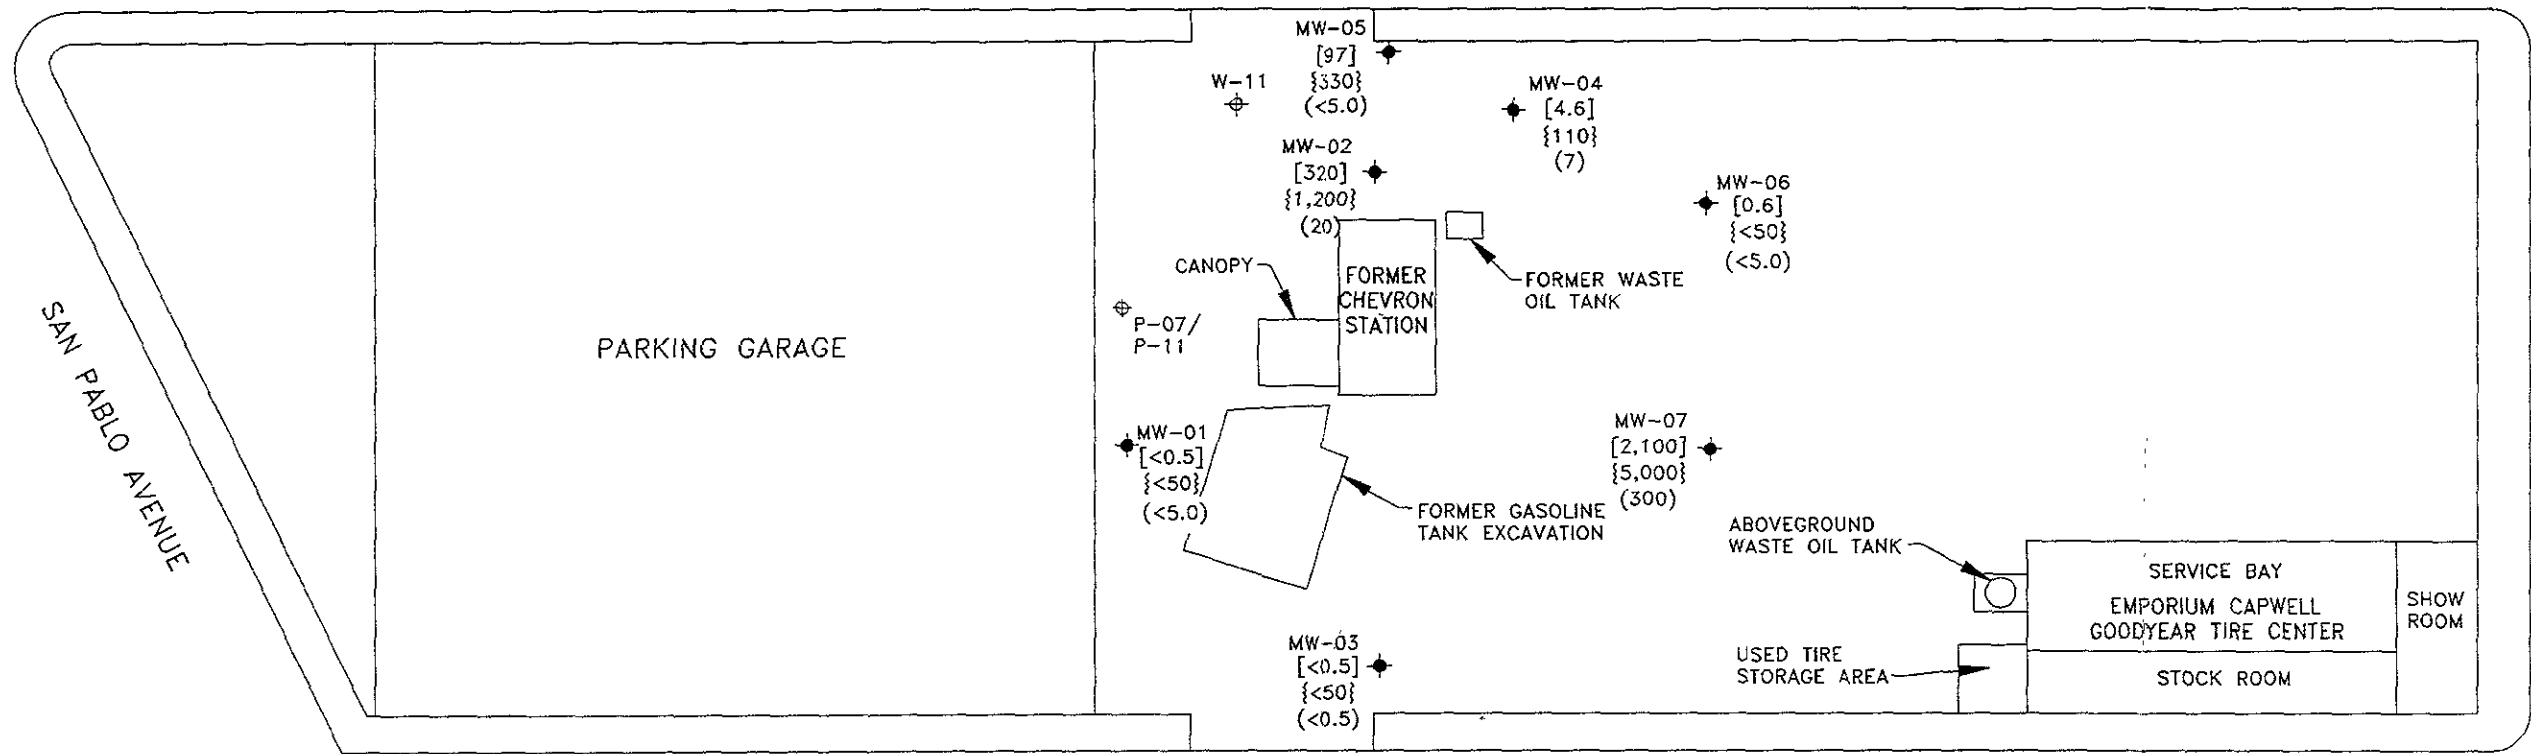 MW-05
[97]
{330}
(<5.0)
W-11
MW-04
[4.6]
{110}
(7)
MW-02
[320]
{1,200}
(20)
MW-06
[0.6]
{<50}
(<5.0)
CANOPY
FORMER
CHEVRON
STATION
FORMER WASTE
OIL TANK
P-07/
P-11
SAN PABLO AVENUE
PARKING GARAGE
MW-01
[<0.5]
{<50}
(<5.0)
MW-07
[2,100]
{5,000}
(300)
FORMER GASOLINE
TANK EXCAVATION
ABOVEGROUND
WASTE OIL TANK
SERVICE BAY
EMPORIUM CAPWELL
GOODYEAR TIRE CENTER
SHOW
ROOM
MW-03
[<0.5]
{<50}
(<0.5)
USED TIRE
STORAGE AREA
STOCK ROOM